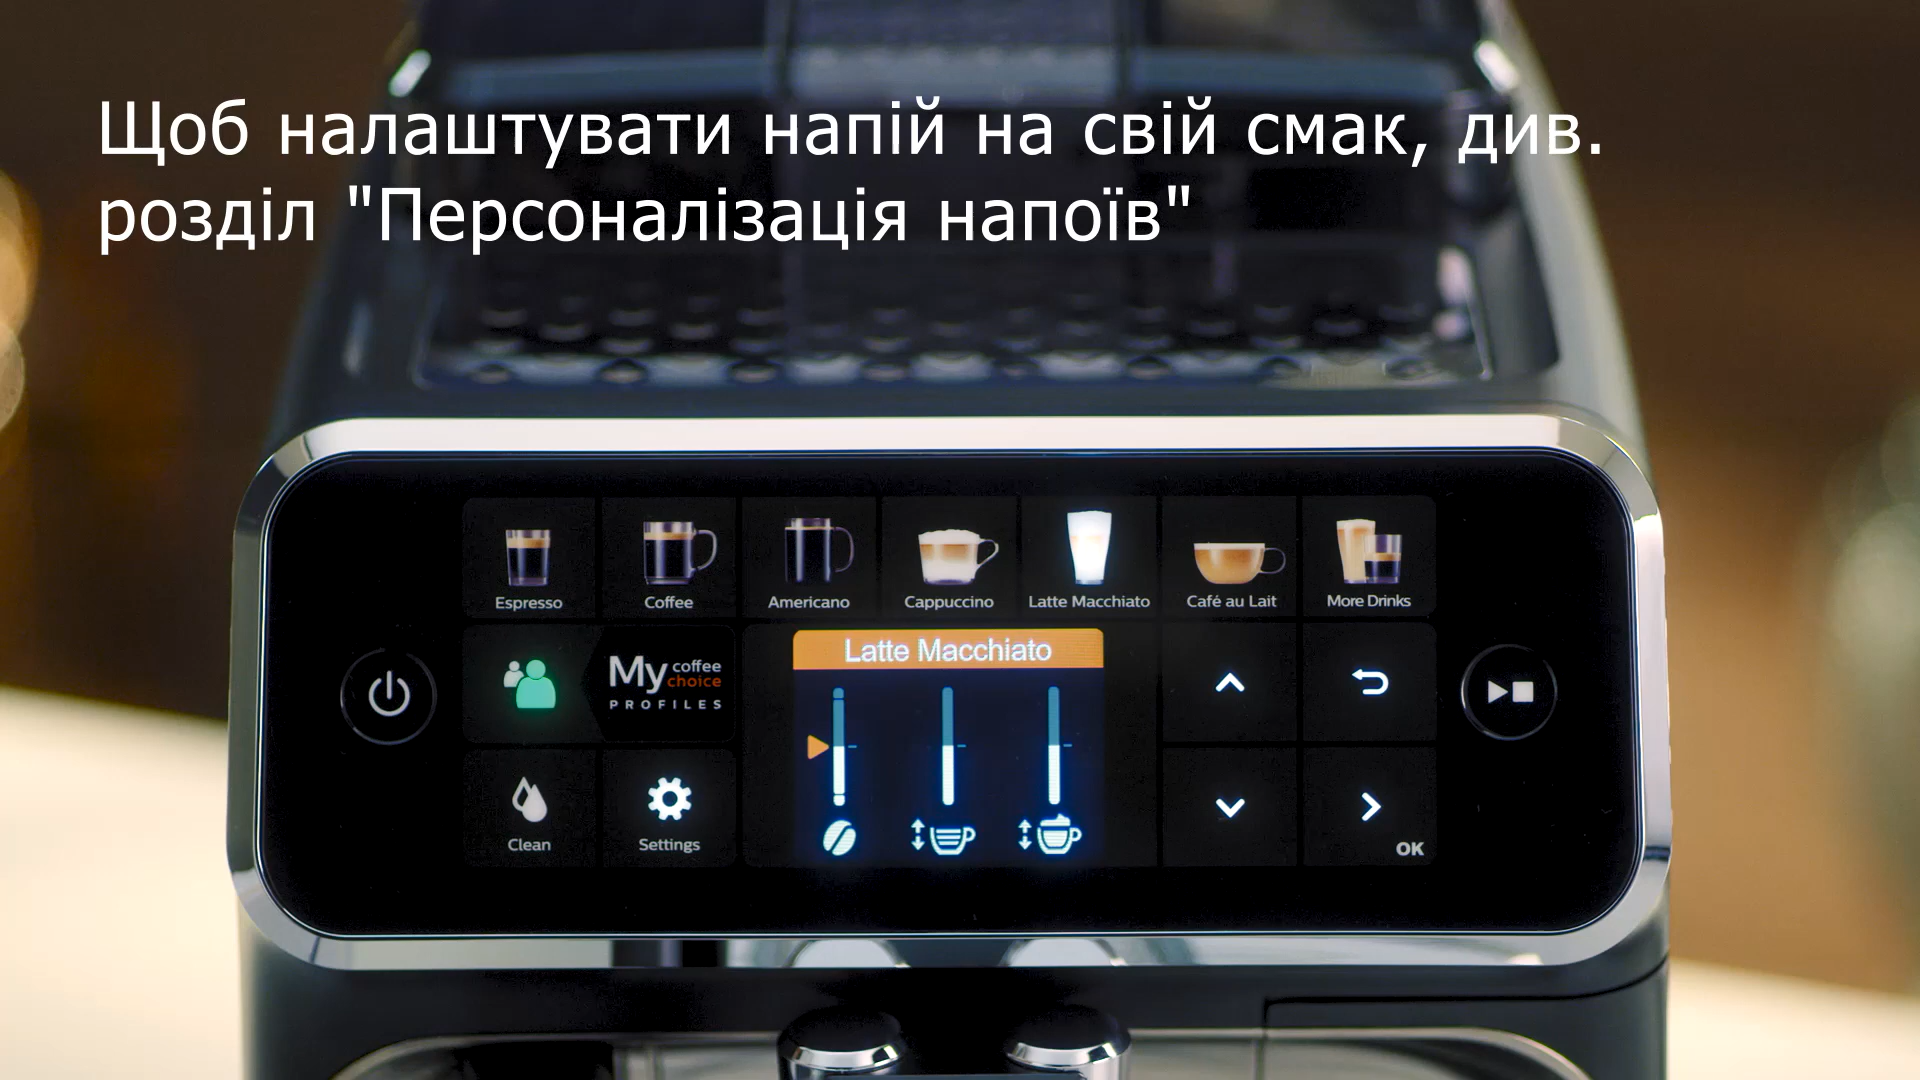 Щоб налаштувати напій на свій смак, див.
розділ "Персоналізація напоїв"
Espresso
Coffee
Americano
Cappuccino
Latte Macchiato
Café au Lait
More Drinks
My coffee choice
PROFILES
Latte Macchiato
Clean
Settings
OK